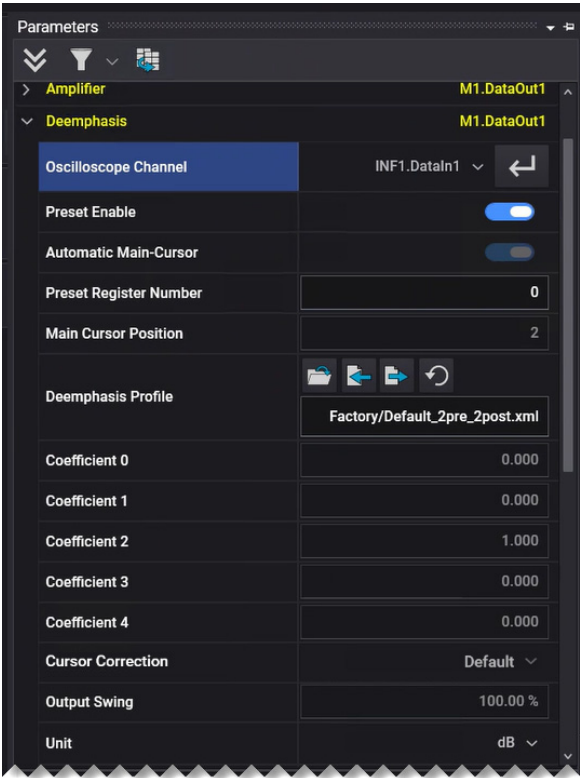 Parameters
Amplifier M1.DataOut1
Deemphasis M1.DataOut1
Oscilloscope Channel INF1.DataIn1
Preset Enable
Automatic Main-Cursor
Preset Register Number 0
Main Cursor Position 2
Deemphasis Profile
Factory/Default_2pre_2post.xml
Coefficient 0 0.000
Coefficient 1 0.000
Coefficient 2 1.000
Coefficient 3 0.000
Coefficient 4 0.000
Cursor Correction Default
Output Swing 100.00 %
Unit dB